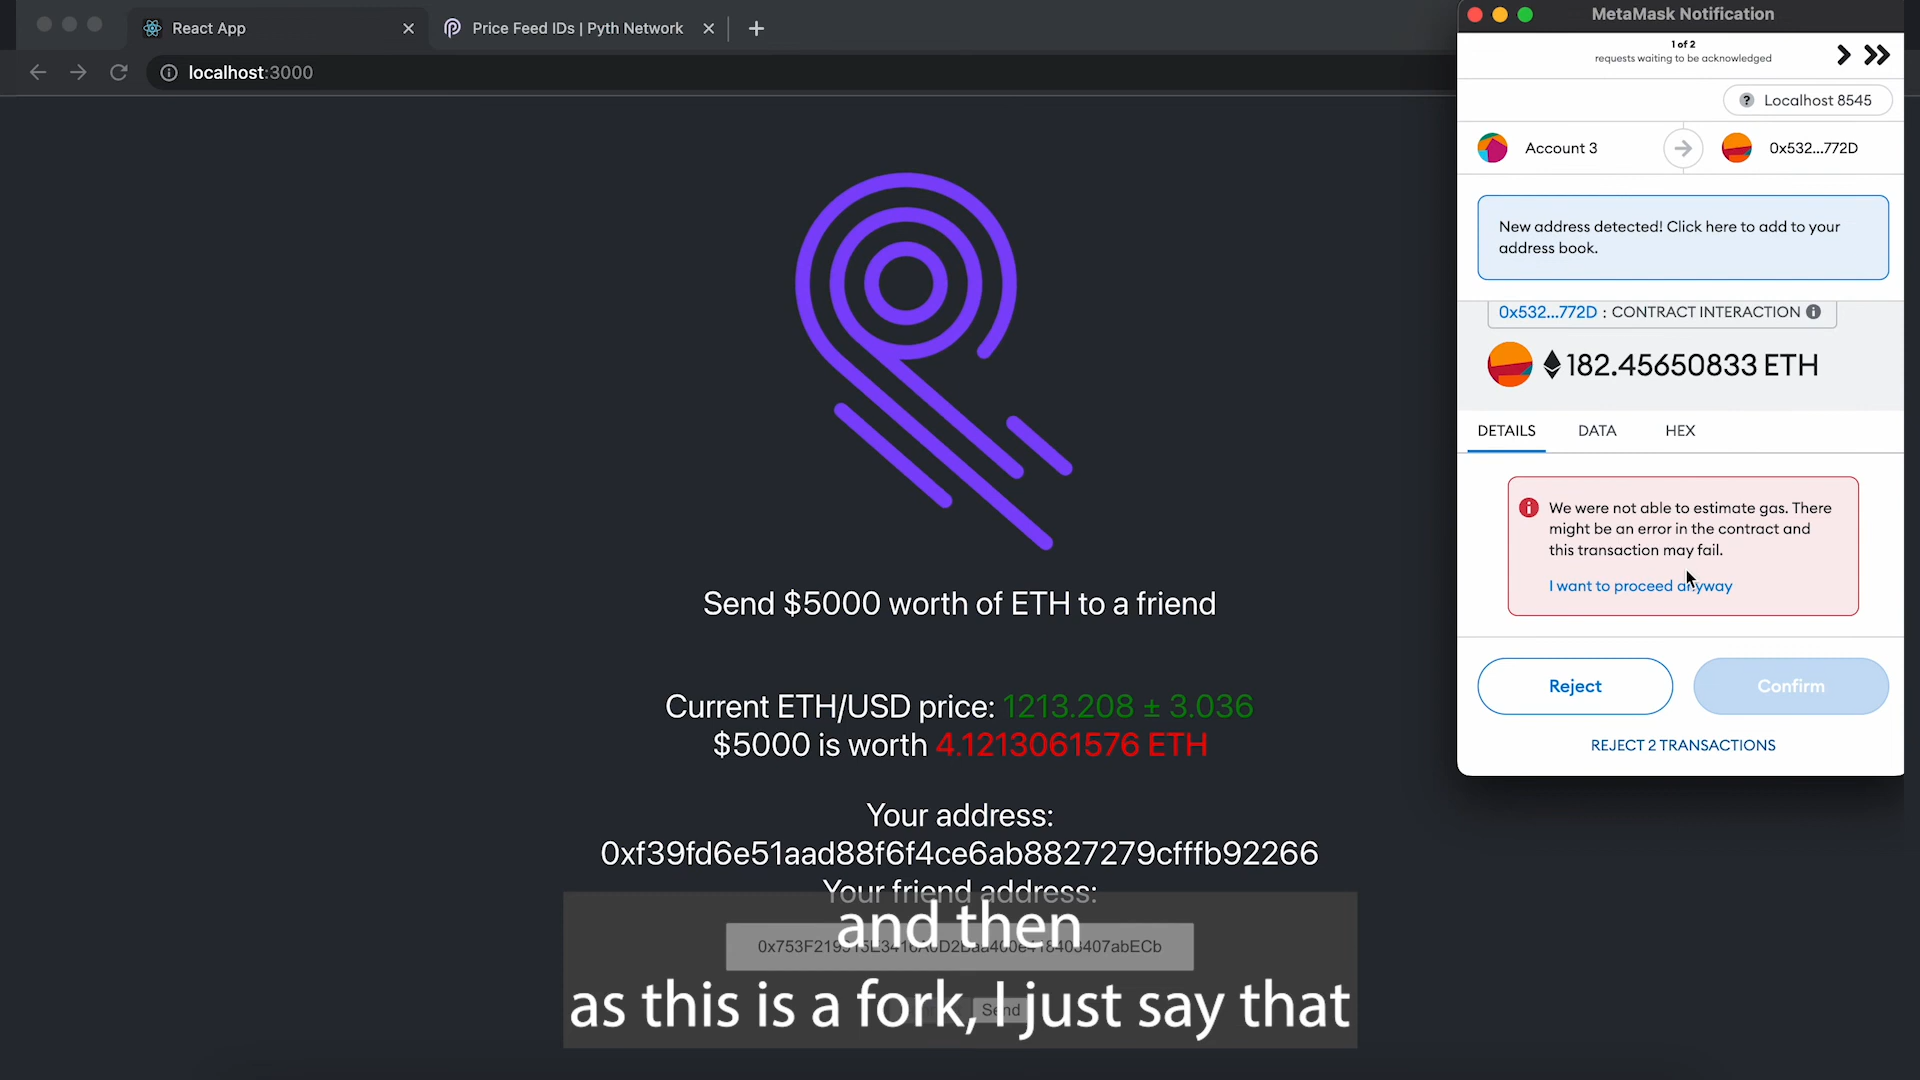 React App
Price Feed IDs | Pyth Network
localhost:3000
MetaMask Notification
1 of 2
requests waiting to be acknowledged
Localhost 8545
Account 3
0x532...772D
New address detected! Click here to add to your
address book.
0x532...772D : CONTRACT INTERACTION
182.45650833 ETH
DETAILS
DATA
HEX
We were not able to estimate gas. There
might be an error in the contract and
this transaction may fail.
I want to proceed anyway
Reject
Confirm
REJECT 2 TRANSACTIONS
Send $5000 worth of ETH to a friend
Current ETH/USD price: 1213.208 ± 3.036
$5000 is worth 4.1213061576 ETH
Your address:
0xf39fd6e51aad88f6f4ce6ab8827279cfffb92266
Your friend address:
and then
as this is a fork, I just say that
Send